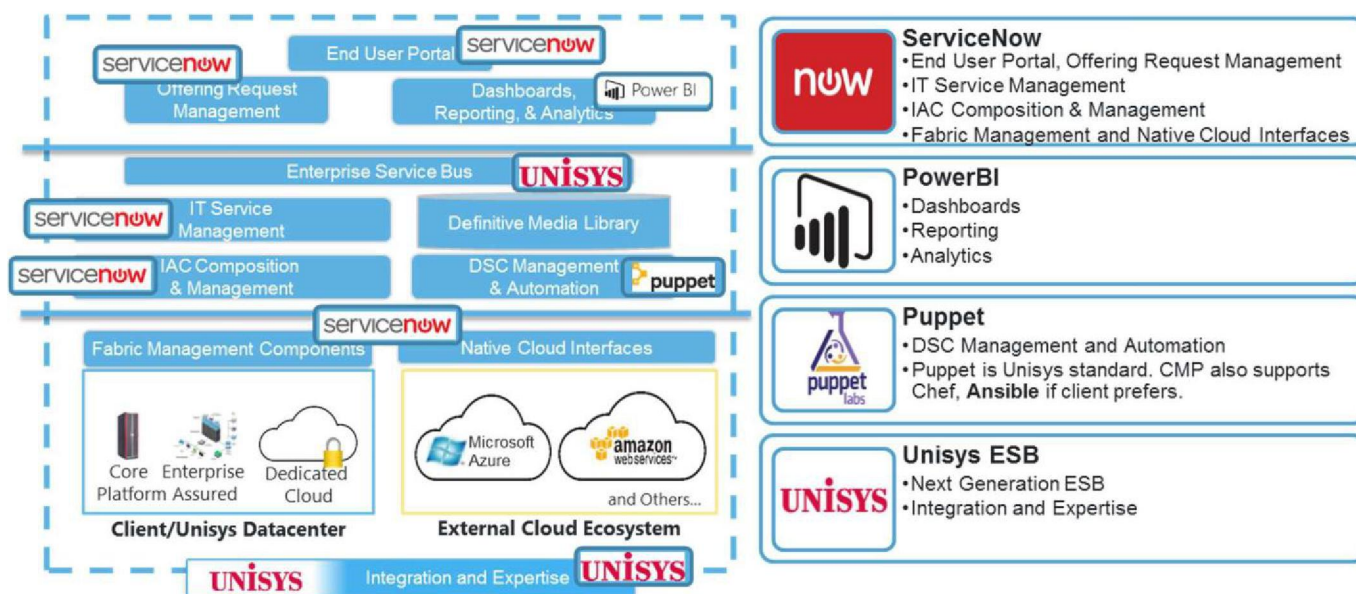 servicenow
End User Portal
servicenow
Offering Request
Management
Dashboards,
Reporting, & Analytics
Power BI
Enterprise Service Bus
UNISYS
servicenow
IT Service
Management
Definitive Media Library
servicenow
IAC Composition
& Management
DSC Management
& Automation
puppet
servicenow
Fabric Management Components
Native Cloud Interfaces
Core
Platform
Enterprise
Assured
Dedicated
Cloud
Microsoft
Azure
amazon
webservices™
and Others...
Client/Unisys Datacenter
External Cloud Ecosystem
UNISYS
Integration and Expertise
UNISYS
now
ServiceNow
•End User Portal, Offering Request Management
•IT Service Management
•IAC Composition & Management
•Fabric Management and Native Cloud Interfaces
PowerBI
•Dashboards
•Reporting
•Analytics
puppet
labs
Puppet
•DSC Management and Automation
•Puppet is Unisys standard. CMP also supports
Chef, Ansible if client prefers.
UNISYS
Unisys ESB
•Next Generation ESB
•Integration and Expertise